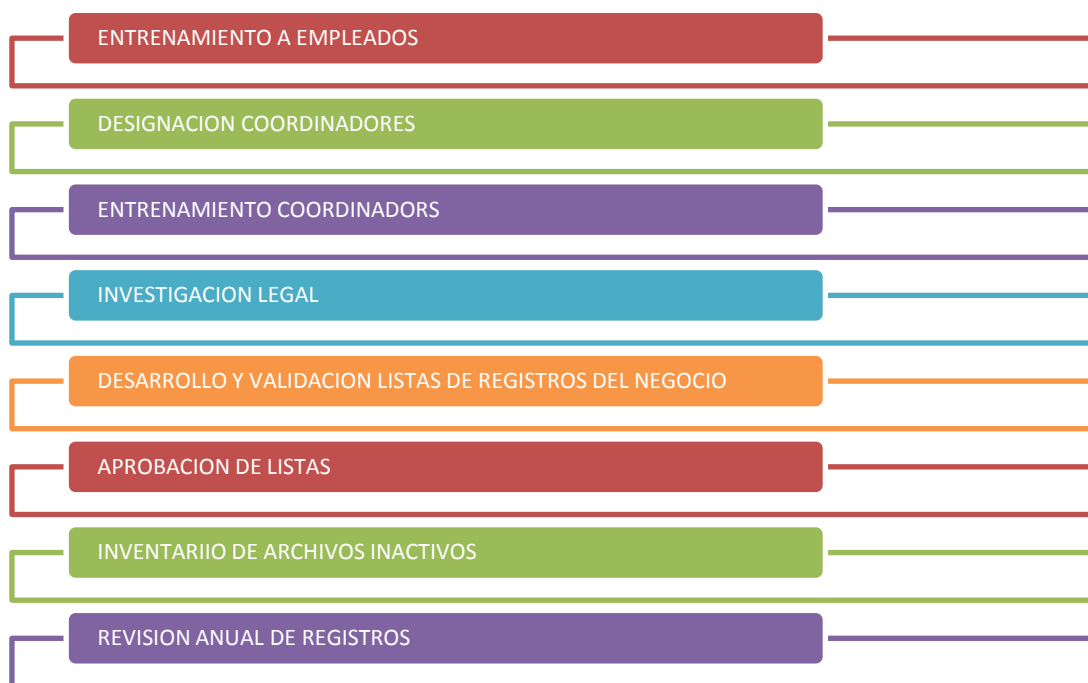 ENTRENAMIENTO A EMPLEADOS
DESIGNACION COORDINADORES
ENTRENAMIENTO COORDINADORS
INVESTIGACION LEGAL
DESARROLLO Y VALIDACION LISTAS DE REGISTROS DEL NEGOCIO
APROBACION DE LISTAS
INVENTARIIO DE ARCHIVOS INACTIVOS
REVISION ANUAL DE REGISTROS